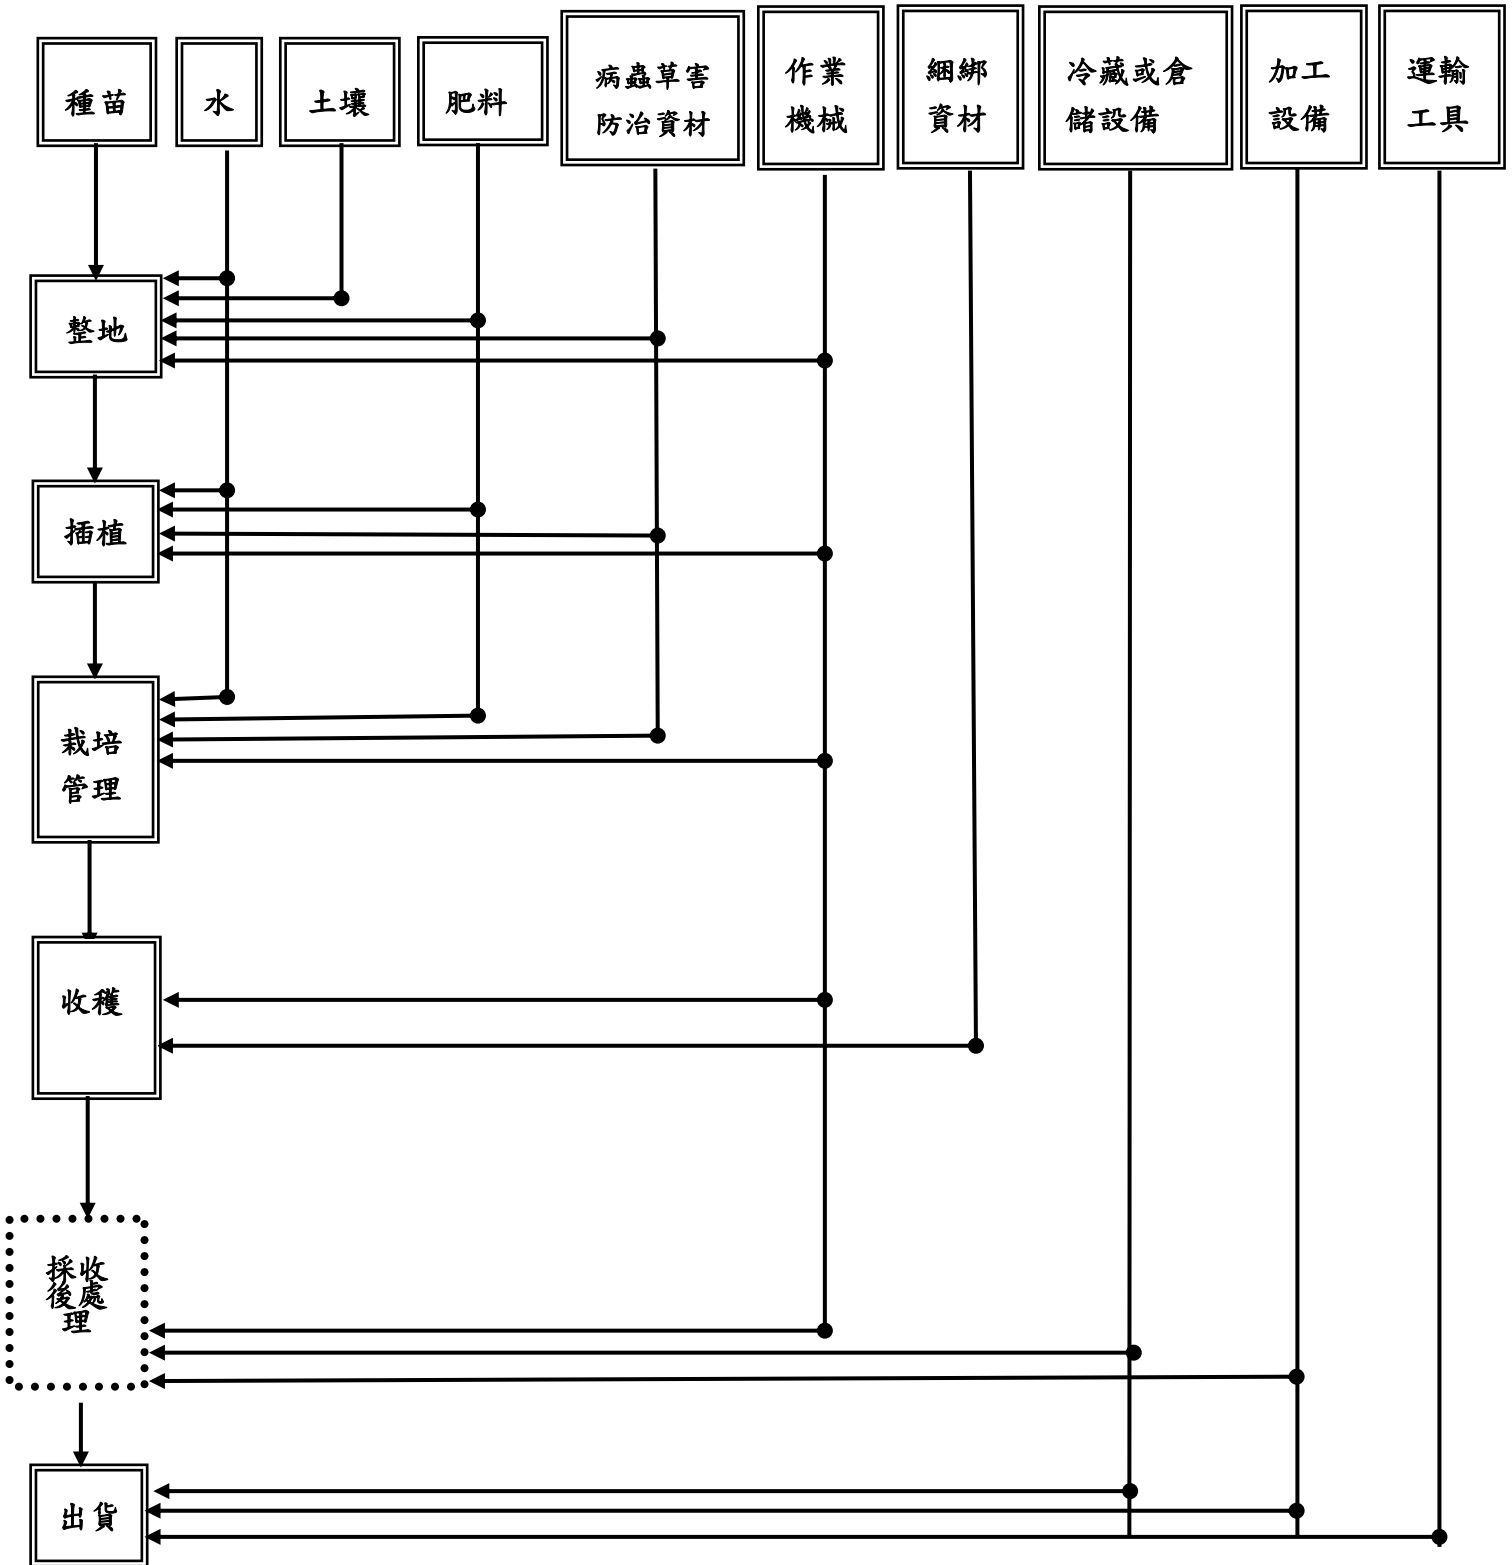 種苗
水
土壤
肥料
病蟲草害
防治資材
作業
機械
綑綁
資材
冷藏或倉
儲設備
加工
設備
運輸
工具
整地
插植
栽培
管理
收穫
採收
後處
理
出貨